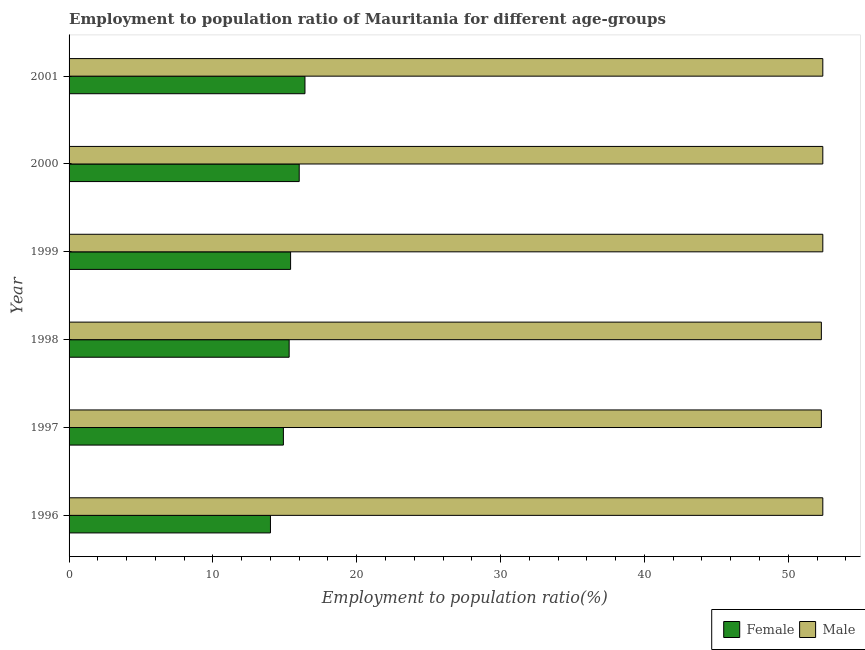 Employment to population ratio of Mauritania for different age-groups
2001
2000
1999
1998
1997
1996
Year
0
10
20
30
40
50
Employment to population ratio(%)
Female
Male